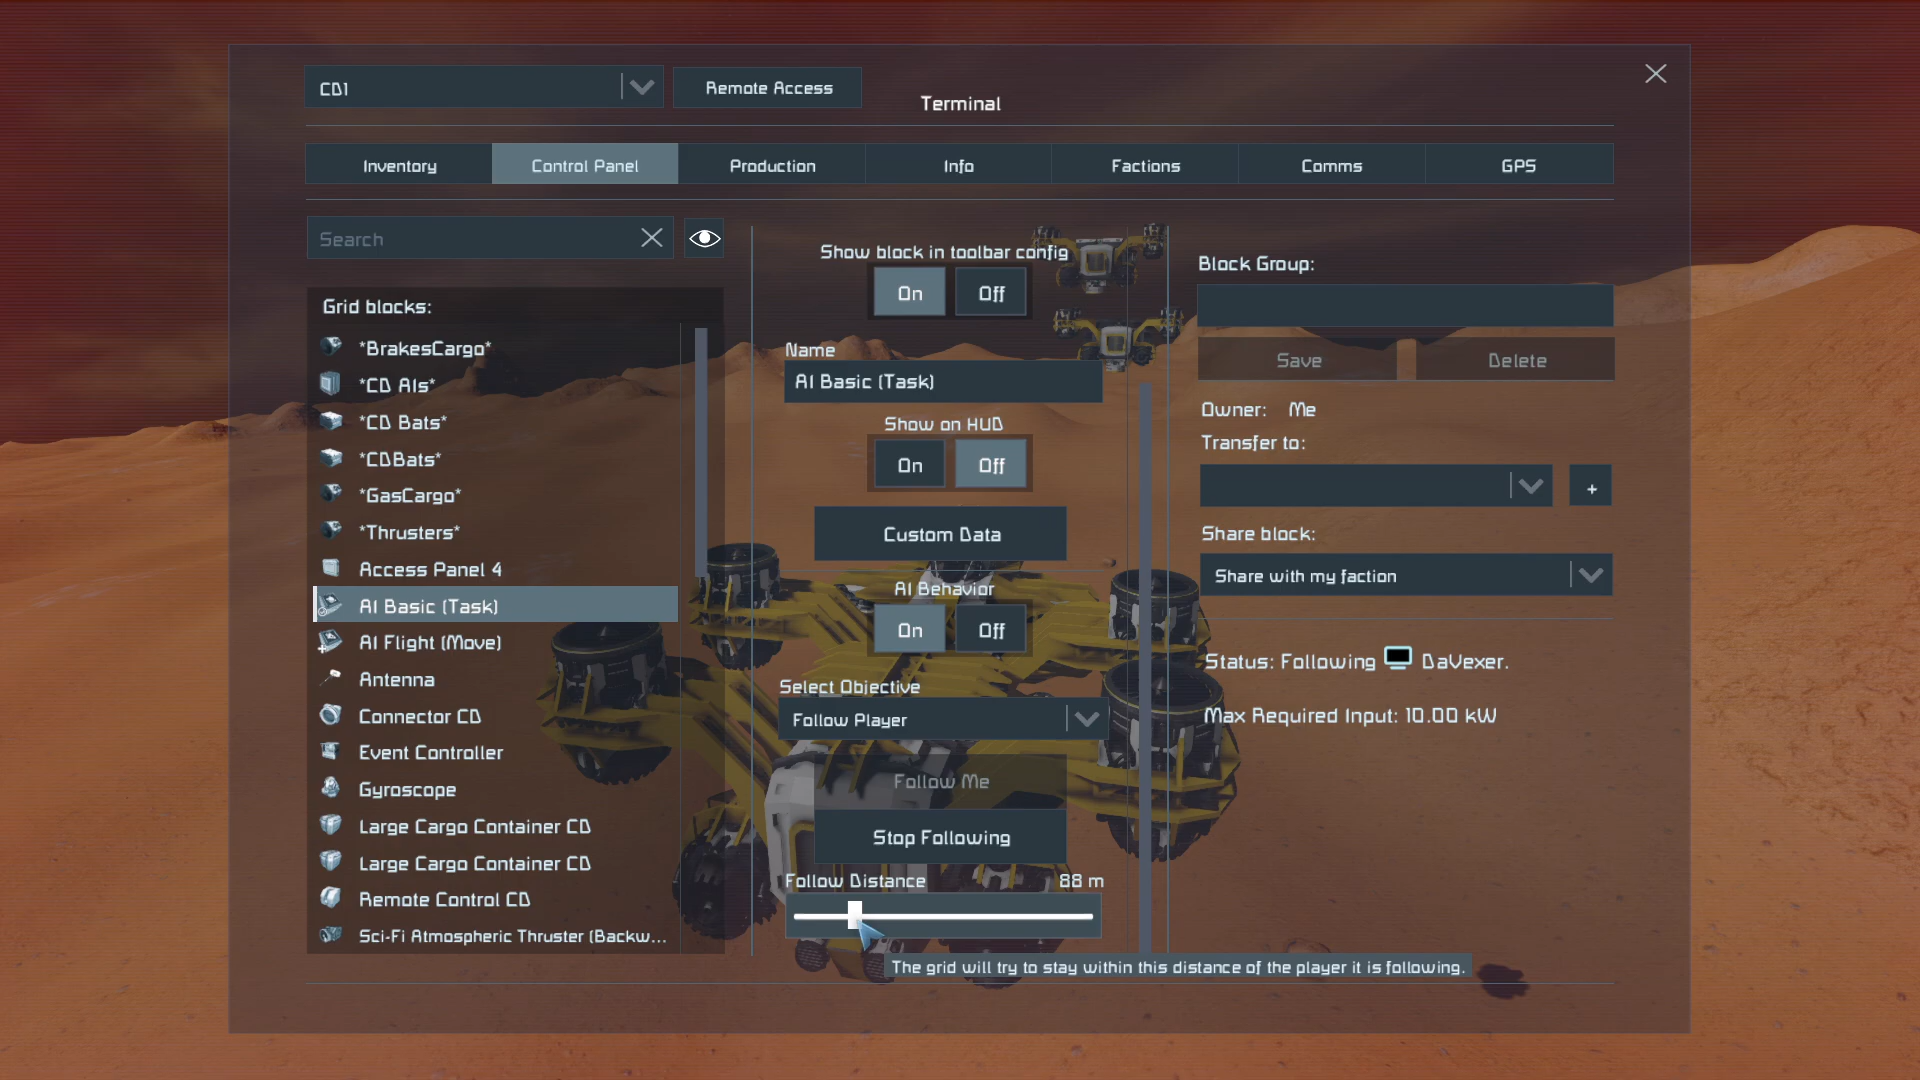 CD1
Remote Access
Terminal
Inventory
Control Panel
Production
Info
Factions
Comms
GPS
Search
Grid blocks:
*BrakesCargo*
*CD AIs*
*CD Bats*
*CDBats*
*GasCargo*
*Thrusters*
Access Panel 4
AI Basic (Task)
AI Flight (Move)
Antenna
Connector CD
Event Controller
Gyroscope
Large Cargo Container CD
Large Cargo Container CD
Remote Control CD
Sci-Fi Atmospheric Thruster (Backw...
Show block in toolbar config
On Off
Name
AI Basic (Task)
Show on HUD
On Off
Custom Data
AI Behavior
On Off
Select Objective
Follow Player
Follow Me
Stop Following
Follow Distance 88 m
The grid will try to stay within this distance of the player it is following.
Block Group:
Save Delete
Owner: Me
Transfer to:
+
Share block:
Share with my faction
Status: Following DaVexer.
Max Required Input: 10.00 kW